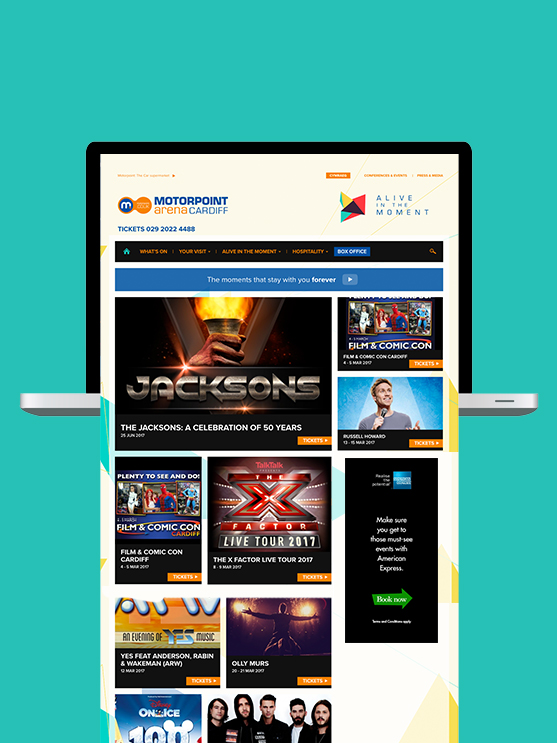 CYMRAEG
CONFERENCES & EVENTS // PRESS & MEDIA
m
MOTORPOINT
arena CARDIFF
ALIVE
IN THE
MOMENT
TICKETS 029 2022 4488
WHAT'S ON
YOUR VISIT
ALIVE IN THE MOMENT
HOSPITALITY
BOX OFFICE
The moments that stay with you forever
JACKSONS
THE JACKSONS: A CELEBRATION OF 50 YEARS
25 JUN 2017
TICKETS
PLENTY TO SEE AND DO!
FILM & COMIC CON
FILM & COMIC CON CARDIFF
4 - 5 MAR 2017
TICKETS
RUSSELL HOWARD
13 - 15 MAR 2017
TICKETS
PLENTY TO SEE AND DO!
FILM & COMIC CON
CARDIFF
FILM & COMIC CON
CARDIFF
4 - 5 MAR 2017
TICKETS
TalkTalk
PRESENTS
THE
X
FACTOR
LIVE TOUR 2017
THE X FACTOR LIVE TOUR 2017
8 - 9 MAR 2017
TICKETS
Realise
the
potential
AMERICAN EXPRESS
Make sure
you get to
those must-see
events with
American
Express.
Book now
Terms and Conditions apply.
AN EVENING OF YES MUSIC
YES FEAT ANDERSON, RABIN
& WAKEMAN (ARW)
12 MAR 2017
TICKETS
OLLY MURS
20 - 21 MAR 2017
TICKETS
Disney
ON ICE
100